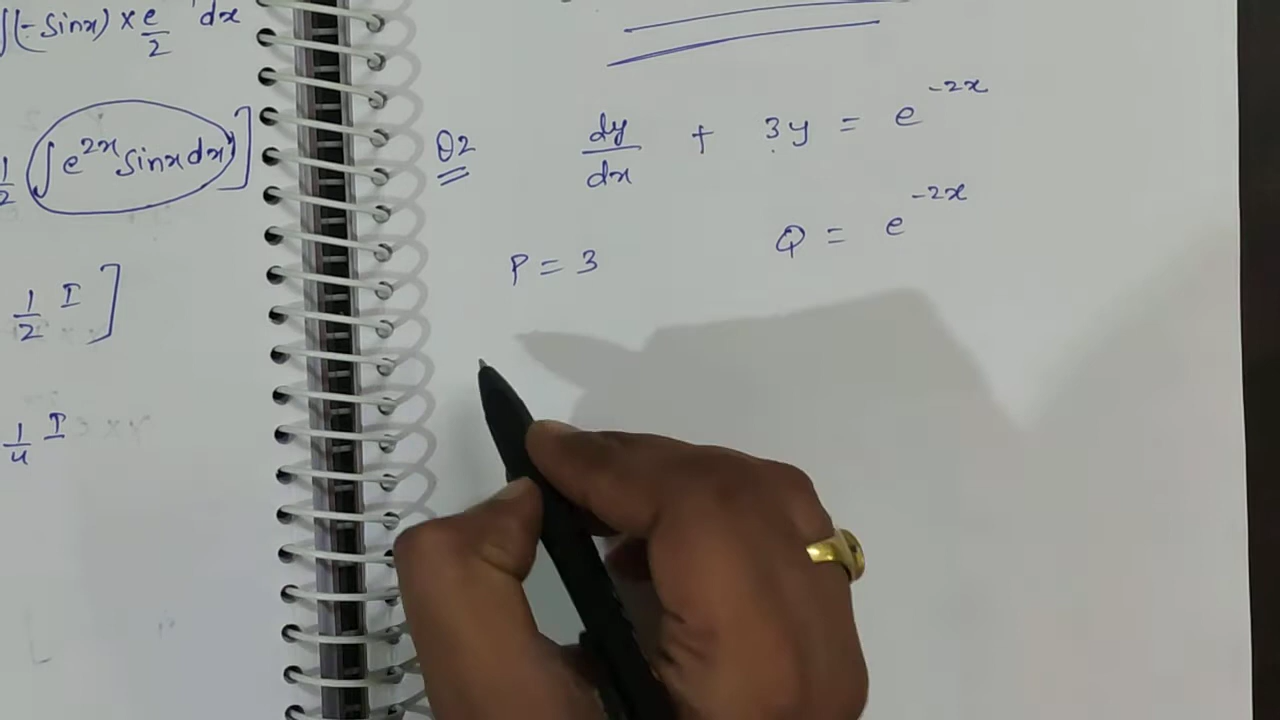 ∫(-Sinx) × e/2 dx
1/2 ∫e^{2x} Sinx dx ]
1/2 I ]
1/4 I
Q2 dy/dx + 3y = e^{-2x}
P = 3 Q = e^{-2x}